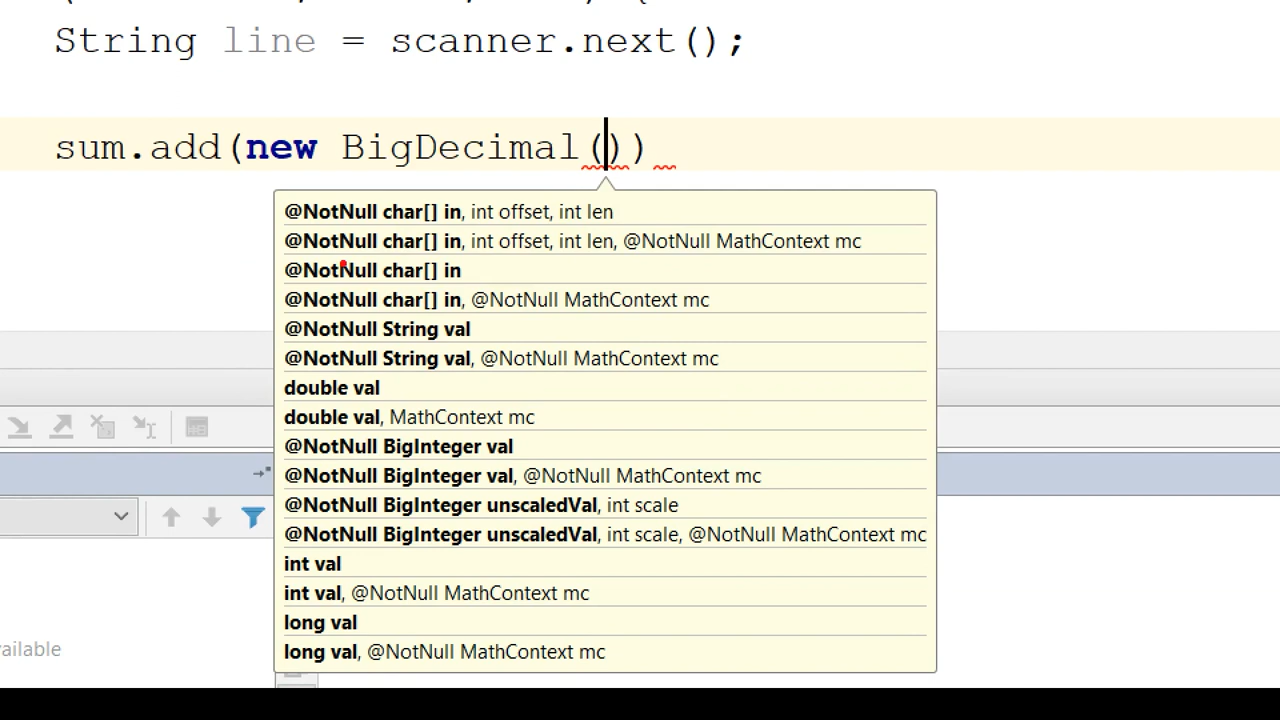 String line = scanner.next();
sum.add(new BigDecimal())
@NotNull char[] in, int offset, int len
@NotNull char[] in, int offset, int len, @NotNull MathContext mc
@NotNull char[] in
@NotNull char[] in, @NotNull MathContext mc
@NotNull String val
@NotNull String val, @NotNull MathContext mc
double val
double val, MathContext mc
@NotNull BigInteger val
@NotNull BigInteger val, @NotNull MathContext mc
@NotNull BigInteger unscaledVal, int scale
@NotNull BigInteger unscaledVal, int scale, @NotNull MathContext mc
int val
int val, @NotNull MathContext mc
long val
long val, @NotNull MathContext mc
ailable